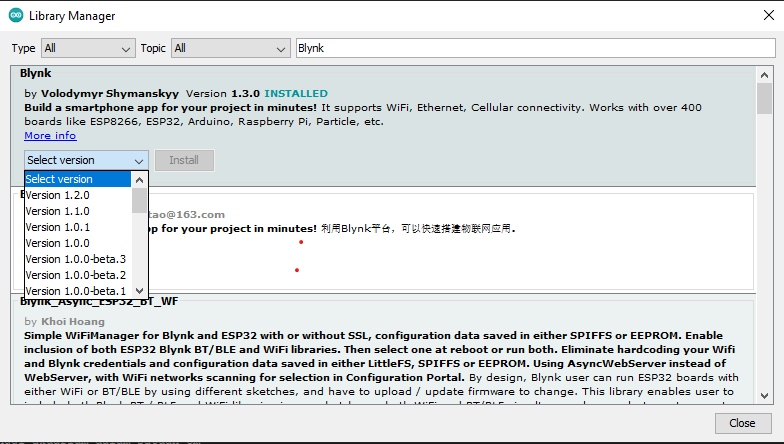 Library Manager
Type All Topic All Blynk
Blynk
by Volodymyr Shymanskyy Version 1.3.0 INSTALLED
Build a smartphone app for your project in minutes! It supports WiFi, Ethernet, Cellular connectivity. Works with over 400
boards like ESP8266, ESP32, Arduino, Raspberry Pi, Particle, etc.
More info
Select version Install
Select version
Version 1.2.0
Version 1.1.0
Version 1.0.1
Version 1.0.0
Version 1.0.0-beta.3
Version 1.0.0-beta.2
Version 1.0.0-beta.1
tao@163.com
app for your project in minutes! 利用Blynk平台，可以快速搭建物联网应用。
Blynk_Async_ESP32_BT_WF
by Khoi Hoang
Simple WiFiManager for Blynk and ESP32 with or without SSL, configuration data saved in either SPIFFS or EEPROM. Enable
inclusion of both ESP32 Blynk BT/BLE and WiFi libraries. Then select one at reboot or run both. Eliminate hardcoding your Wifi
and Blynk credentials and configuration data saved in either LittleFS, SPIFFS or EEPROM. Using AsyncWebServer instead of
WebServer, with WiFi networks scanning for selection in Configuration Portal. By design, Blynk user can run ESP32 boards with
either WiFi or BT/BLE by using different sketches, and have to upload / update firmware to change. This library enables user to
Close